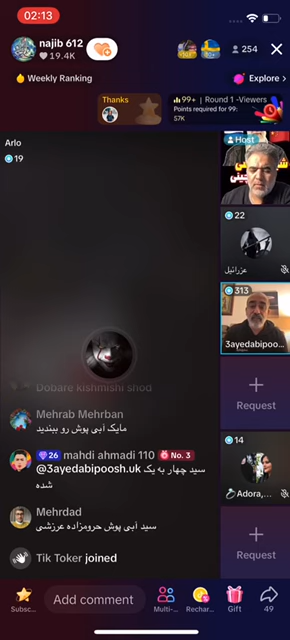 02:13
najib 612
19.4K
254
Weekly Ranking
Explore >
Thanks
99+ | Round 1 -Viewers
Points required for 99:
57K
Arlo
19
Host
22
عزرائیل
313
3ayedabipoo...
Request
14
Adora,...
Request
Dobare kishmishi shod
Mehrab Mehrban
مایک آبی پوش رو ببندید
26 mahdi ahmadi 110 No. 3
@3ayedabipoosh.uk سید چهار به یک
شده
Mehrdad
سید آبی پوش حرومزاده عرزشی
Tik Toker joined
Subsc...
Add comment
Multi-...
Rechar...
Gift
49